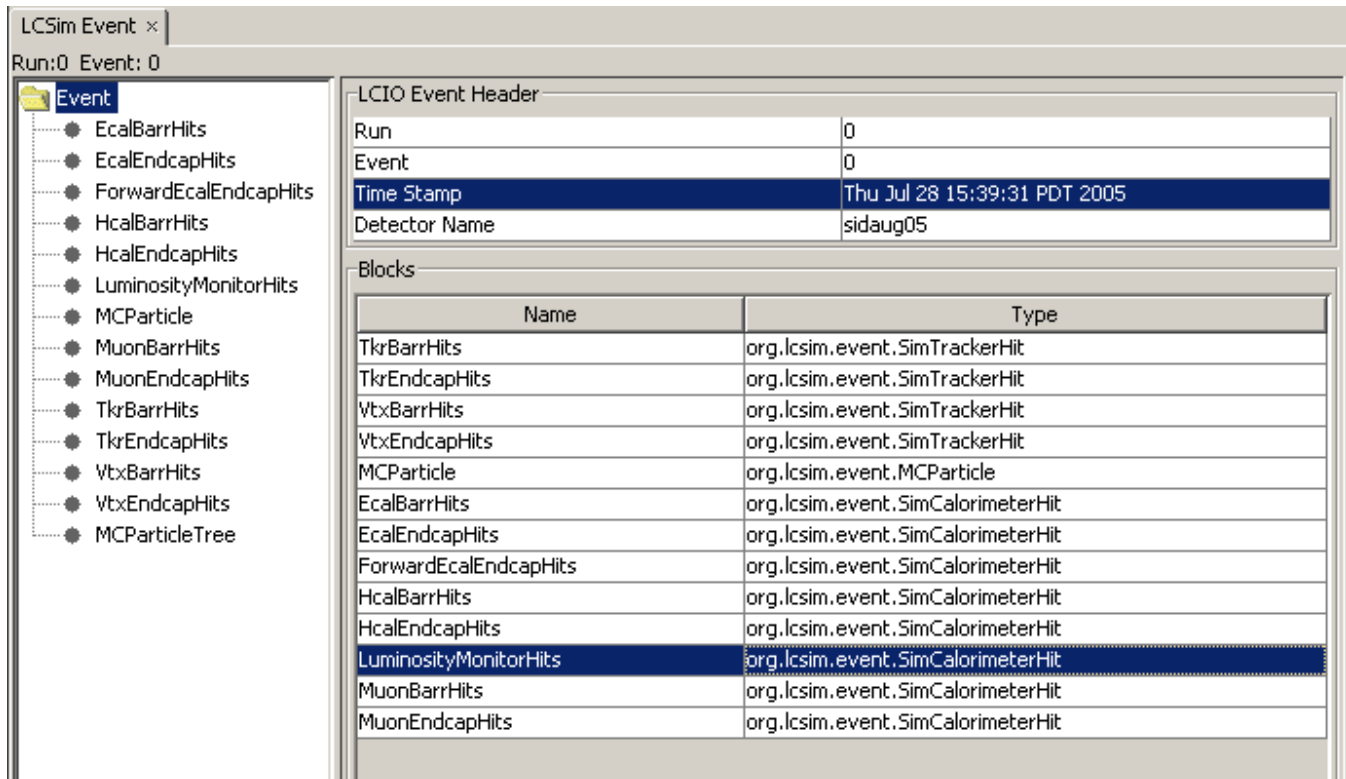 LCSim Event ×
Run:0 Event: 0
Event
EcalBarrHits
EcalEndcapHits
ForwardEcalEndcapHits
HcalBarrHits
HcalEndcapHits
LuminosityMonitorHits
MCParticle
MuonBarrHits
MuonEndcapHits
TkrBarrHits
TkrEndcapHits
VtxBarrHits
VtxEndcapHits
MCParticleTree
LCIO Event Header
Run 0
Event 0
Time Stamp Thu Jul 28 15:39:31 PDT 2005
Detector Name sidaug05
Blocks
Name Type
TkrBarrHits org.lcsim.event.SimTrackerHit
TkrEndcapHits org.lcsim.event.SimTrackerHit
VtxBarrHits org.lcsim.event.SimTrackerHit
VtxEndcapHits org.lcsim.event.SimTrackerHit
MCParticle org.lcsim.event.MCParticle
EcalBarrHits org.lcsim.event.SimCalorimeterHit
EcalEndcapHits org.lcsim.event.SimCalorimeterHit
ForwardEcalEndcapHits org.lcsim.event.SimCalorimeterHit
HcalBarrHits org.lcsim.event.SimCalorimeterHit
HcalEndcapHits org.lcsim.event.SimCalorimeterHit
LuminosityMonitorHits org.lcsim.event.SimCalorimeterHit
MuonBarrHits org.lcsim.event.SimCalorimeterHit
MuonEndcapHits org.lcsim.event.SimCalorimeterHit